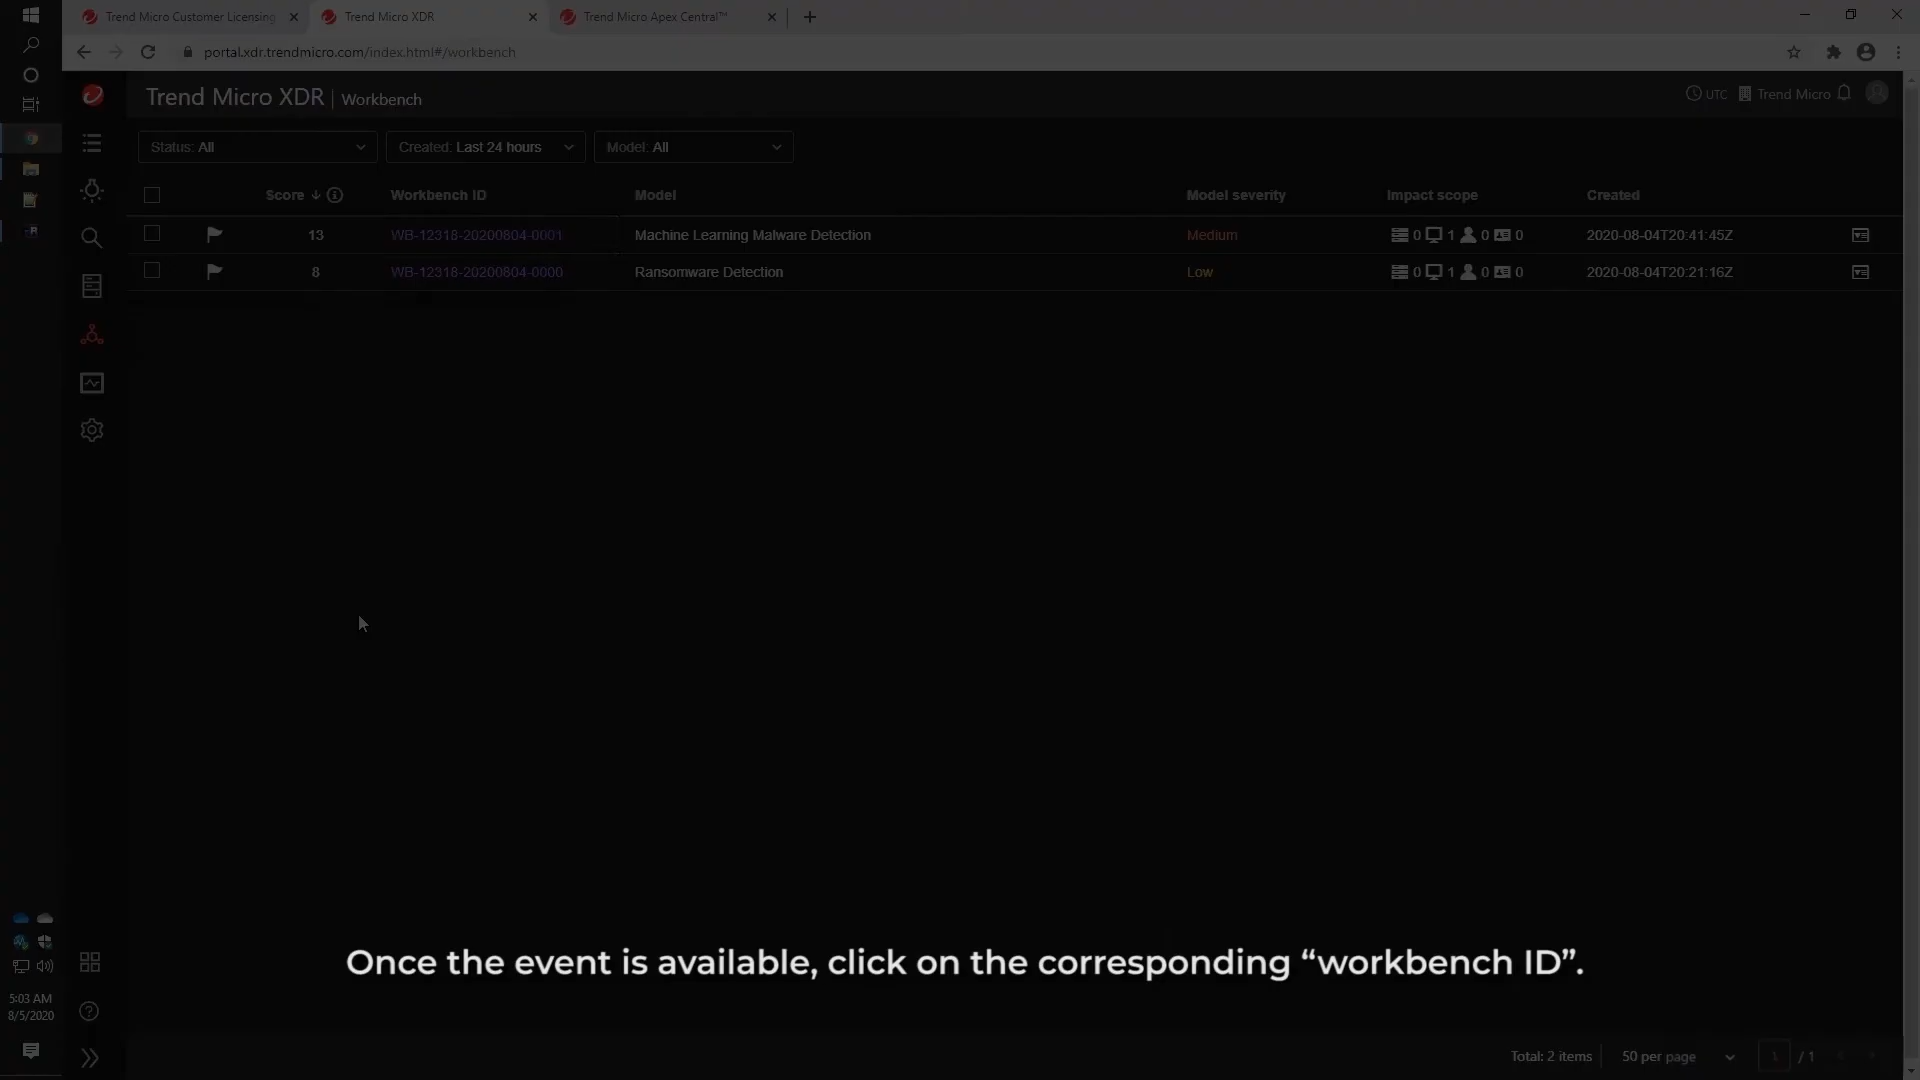 Trend Micro Customer Licensing
Trend Micro XDR
Trend Micro Apex Central™
portal.xdr.trendmicro.com/index.html#/workbench
Trend Micro XDR | Workbench
UTC
Trend Micro
Status: All
Created: Last 24 hours
Model: All
Score
Workbench ID
Model
Model severity
Impact scope
Created
13
WB-12318-20200804-0001
Machine Learning Malware Detection
Medium
0 1 0 0
2020-08-04T20:41:45Z
8
WB-12318-20200804-0000
Ransomware Detection
Low
0 1 0 0
2020-08-04T20:21:16Z
Once the event is available, click on the corresponding “workbench ID”.
5:03 AM
8/5/2020
Total: 2 items
50 per page
1 / 1